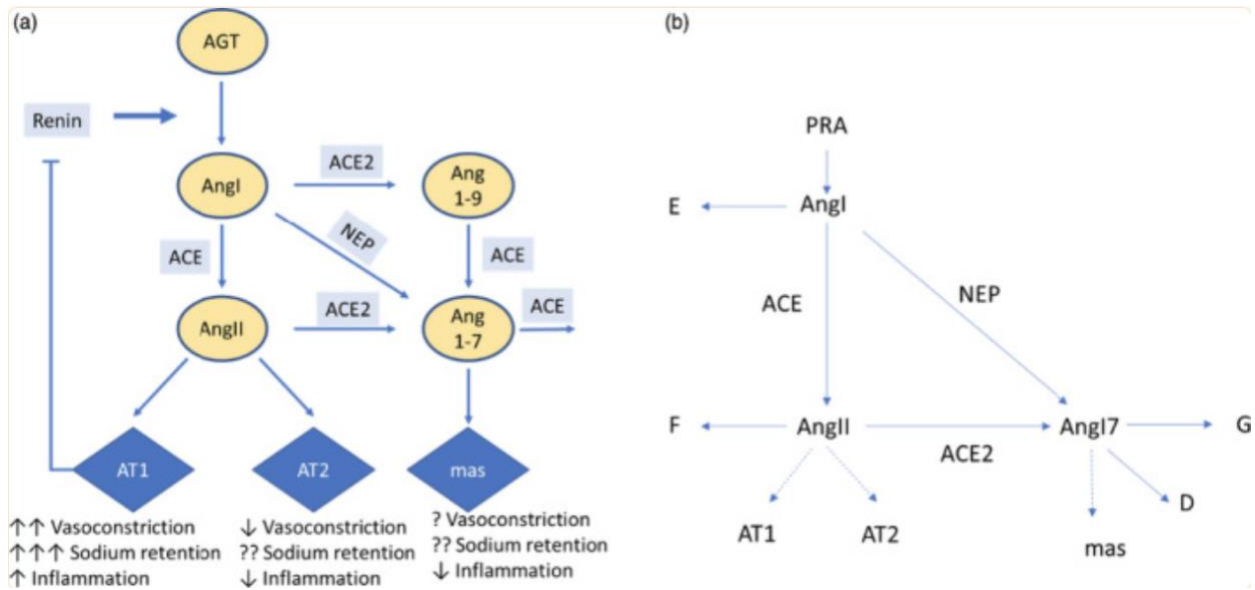 (a)
AGT
Renin
ACE2
AngI
Ang
1-9
NEP
ACE
ACE
ACE2
ACE
AngII
Ang
1-7
AT1
AT2
mas
↑↑ Vasoconstriction
↑↑↑ Sodium retention
↑ Inflammation
↓ Vasoconstriction
?? Sodium retention
↓ Inflammation
? Vasoconstriction
?? Sodium retention
↓ Inflammation
(b)
PRA
E
AngI
ACE
NEP
F
AngII
ACE2
AngI7
G
D
AT1
AT2
mas